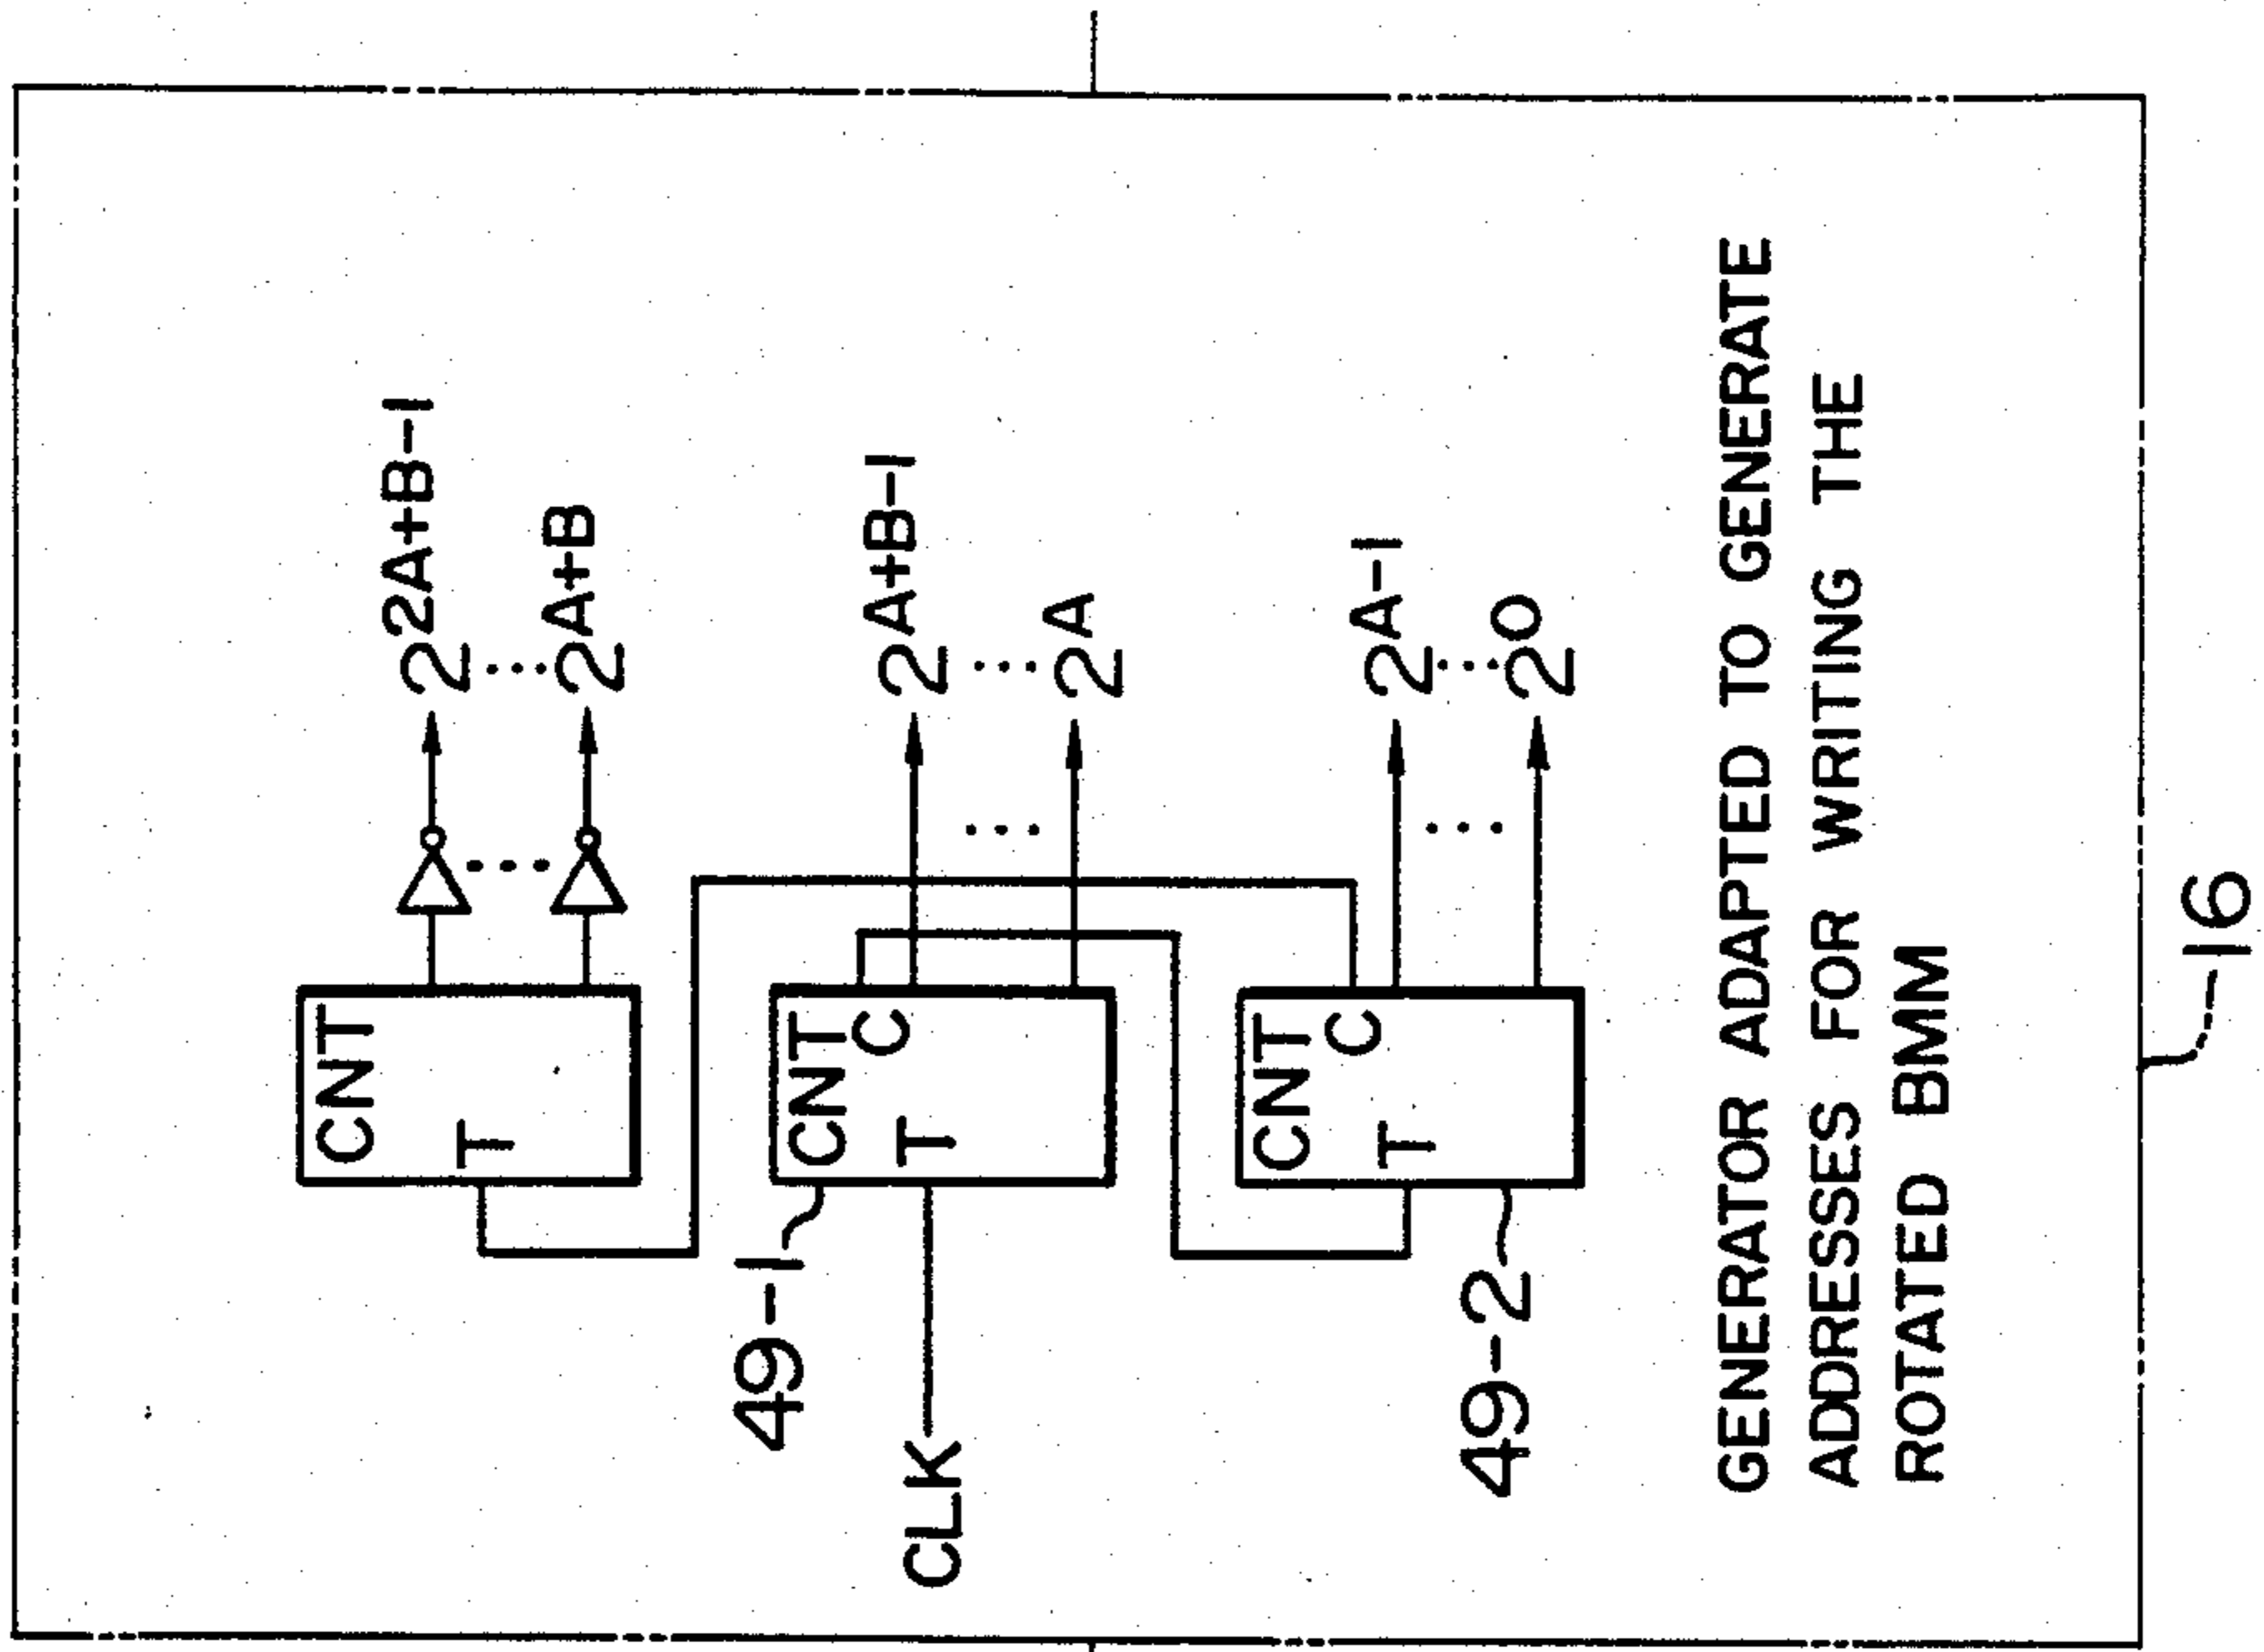 CNT
T
2^2A+B-1
2^A+B
49-1
CNT
C
T
CLK
2^A+B-1
2^A
49-2
CNT
C
T
2^A-1
2^0
GENERATOR ADAPTED TO GENERATE
ADDRESSES FOR WRITING THE
ROTATED BMM
16